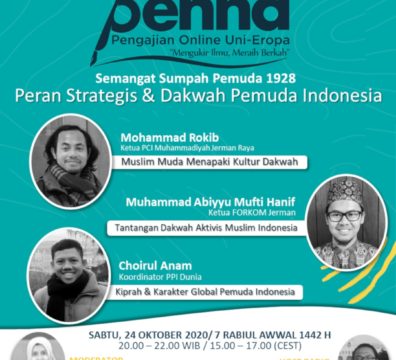 penna
Pengajian Online Uni-Eropa
"Mengukir Ilmu, Meraih Berkah"
Semangat Sumpah Pemuda 1928
Peran Strategis & Dakwah Pemuda Indonesia
Mohammad Rokib
Ketua PCI Muhammadiyah Jerman Raya
Muslim Muda Menapaki Kultur Dakwah
Muhammad Abiyyu Mufti Hanif
Ketua FORKOM Jerman
Tantangan Dakwah Aktivis Muslim Indonesia
Choirul Anam
Koordinator PPI Dunia
Kiprah & Karakter Global Pemuda Indonesia
SABTU, 24 OKTOBER 2020/ 7 RABIUL AWWAL 1442 H
20.00 – 22.00 WIB / 15.00 - 17.00 (CEST)
MODERATOR